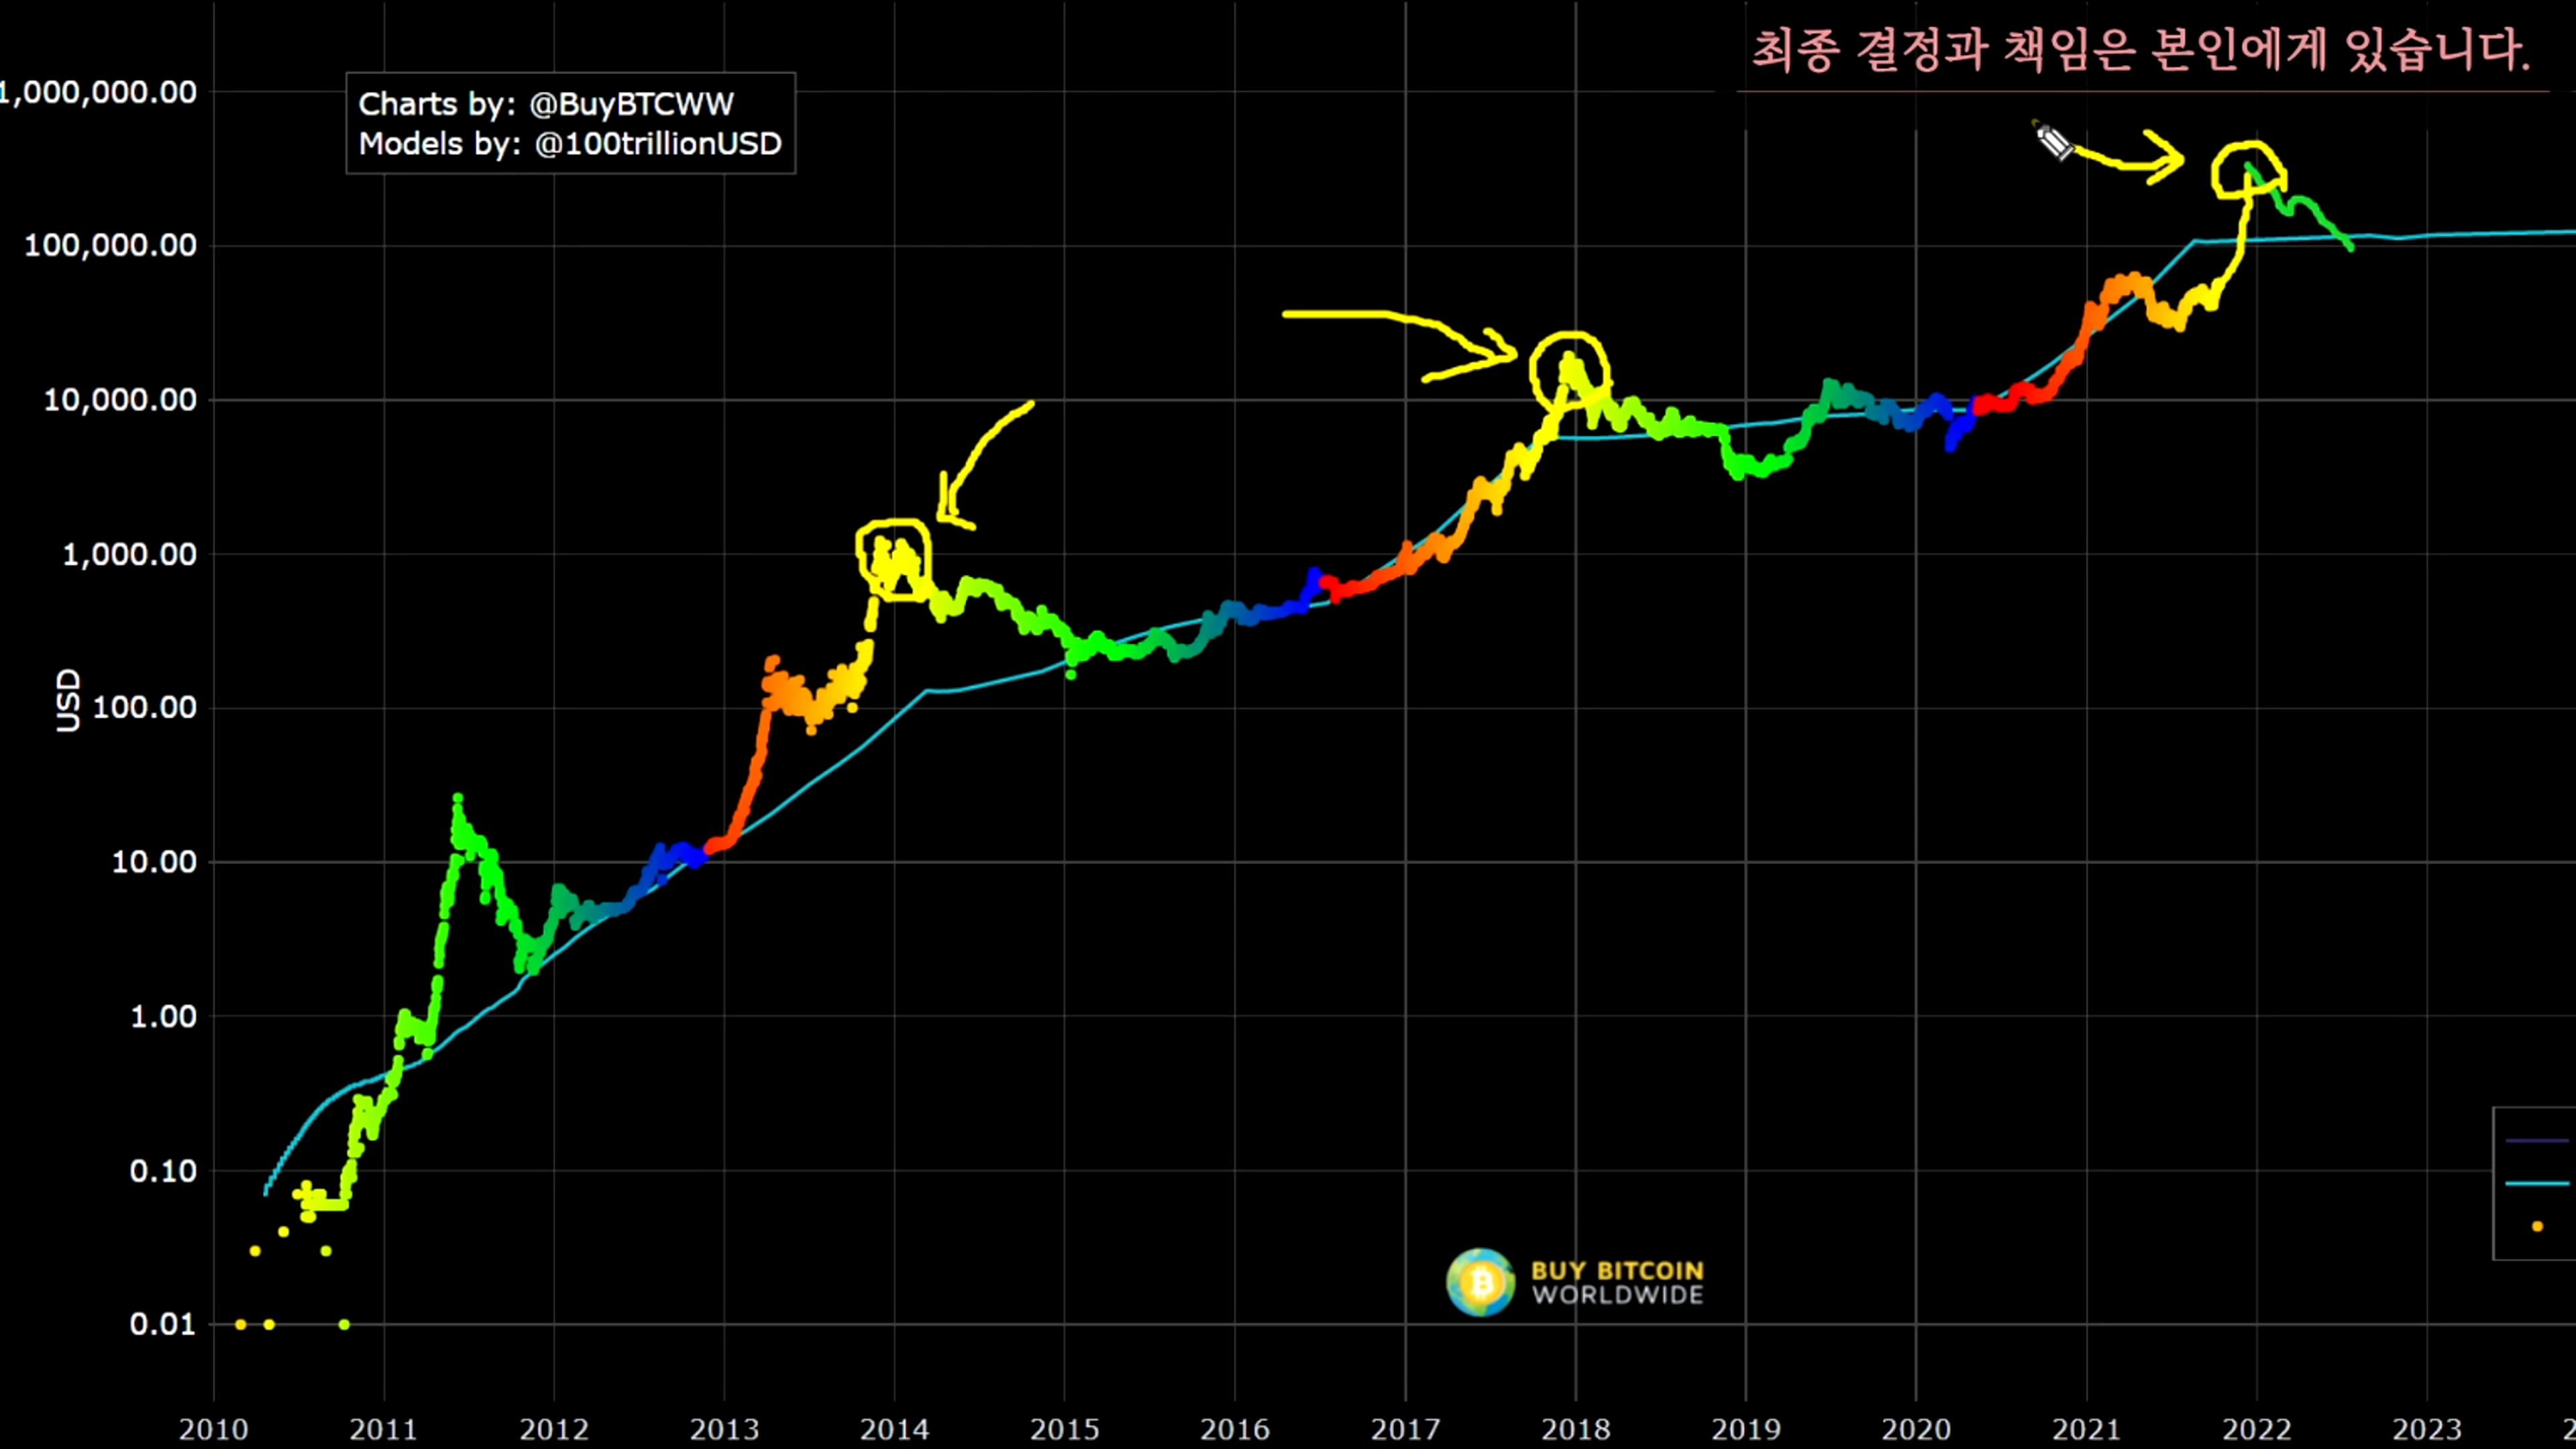 최종 결정과 책임은 본인에게 있습니다.
Charts by: @BuyBTCWW
Models by: @100trillionUSD
1,000,000.00
100,000.00
10,000.00
1,000.00
USD
100.00
10.00
1.00
0.10
0.01
BUY BITCOIN
WORLDWIDE
2010 2011 2012 2013 2014 2015 2016 2017 2018 2019 2020 2021 2022 2023